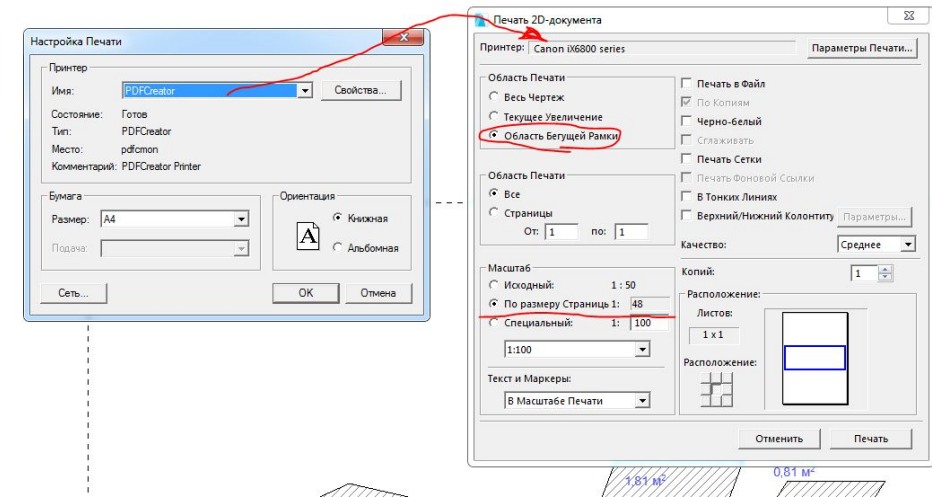 Настройка Печати
Принтер
Имя: PDFCreator Свойства...
Состояние: Готов
Тип: PDFCreator
Место: pdfcmon
Комментарий: PDFCreator Printer
Бумага
Размер: A4
Подача:
Ориентация
A
Книжная
Альбомная
Сеть... OK Отмена
Печать 2D-документа
Принтер: Canon iX6800 series Параметры Печати...
Область Печати
Весь Чертеж
Текущее Увеличение
Область Бегущей Рамки
Область Печати
Все
Страницы
От: 1 по: 1
Масштаб
Исходный: 1 : 50
По размеру Страниць 1: 48
Специальный: 1: 100
1:100
Текст и Маркеры:
В Масштабе Печати
Печать в Файл
По Копиям
Черно-белый
Сглаживать
Печать Сетки
Печать Фоновой Ссылки
В Тонких Линиях
Верхний/Нижний Колонтиту Параметры...
Качество: Среднее
Копий: 1
Расположение:
Листов:
1 x 1
Расположение:
Отменить Печать
1,81 м²
0,81 м²